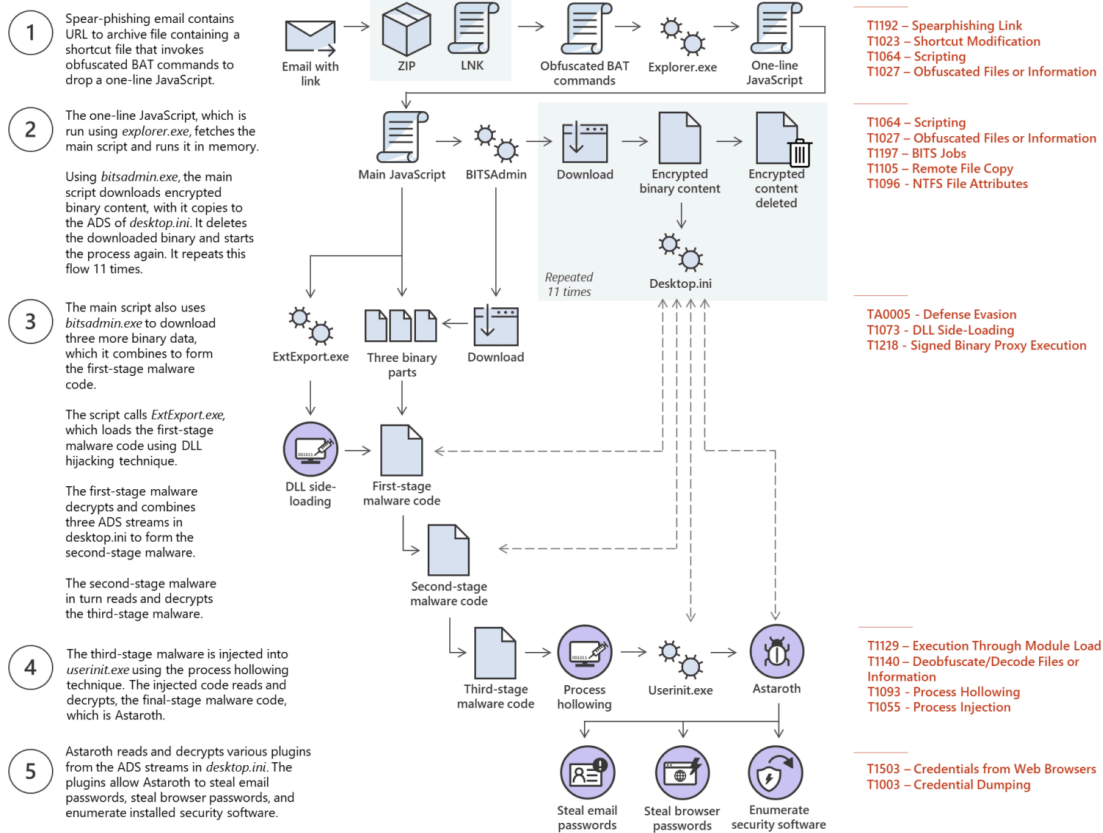 1
Spear-phishing email contains
URL to archive file containing a
shortcut file that invokes
obfuscated BAT commands to
drop a one-line JavaScript.
Email with
link
ZIP
LNK
Obfuscated BAT
commands
Explorer.exe
One-line
JavaScript
T1192 – Spearphishing Link
T1023 – Shortcut Modification
T1064 – Scripting
T1027 – Obfuscated Files or Information
2
The one-line JavaScript, which is
run using explorer.exe, fetches the
main script and runs it in memory.
Using bitsadmin.exe, the main
script downloads encrypted
binary content, with it copies to
the ADS of desktop.ini. It deletes
the downloaded binary and starts
the process again. It repeats this
flow 11 times.
Main JavaScript
BITSAdmin
Download
Encrypted
binary content
Encrypted
content
deleted
Desktop.ini
Repeated
11 times
T1064 – Scripting
T1027 – Obfuscated Files or Information
T1197 – BITS Jobs
T1105 – Remote File Copy
T1096 - NTFS File Attributes
3
The main script also uses
bitsadmin.exe to download
three more binary data,
which it combines to form
the first-stage malware
code.
The script calls ExtExport.exe,
which loads the first-stage
malware code using DLL
hijacking technique.
The first-stage malware
decrypts and combines
three ADS streams in
desktop.ini to form the
second-stage malware.
The second-stage malware
in turn reads and decrypts
the third-stage malware.
ExtExport.exe
Three binary
parts
Download
001011
DLL side-
loading
First-stage
malware code
Second-stage
malware code
TA0005 - Defense Evasion
T1073 - DLL Side-Loading
T1218 - Signed Binary Proxy Execution
4
The third-stage malware is injected into
userinit.exe using the process hollowing
technique. The injected code reads and
decrypts, the final-stage malware code,
which is Astaroth.
Third-stage
malware code
001011
Process
hollowing
Userinit.exe
Astaroth
T1129 – Execution Through Module Load
T1140 – Deobfuscate/Decode Files or
Information
T1093 - Process Hollowing
T1055 - Process Injection
5
Astaroth reads and decrypts various plugins
from the ADS streams in desktop.ini. The
plugins allow Astaroth to steal email
passwords, steal browser passwords, and
enumerate installed security software.
Steal email
passwords
Steal browser
passwords
Enumerate
security software
T1503 – Credentials from Web Browsers
T1003 – Credential Dumping